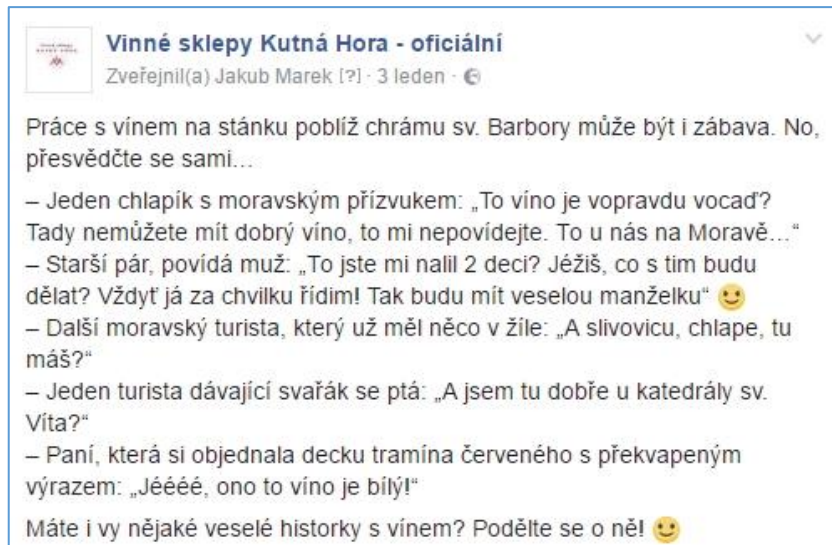 Vinné sklepy Kutná Hora - oficiální
Zveřejnil(a) Jakub Marek [?] · 3 leden ·
Práce s vínem na stánku poblíž chrámu sv. Barbory může být i zábava. No,
přesvědčte se sami…
– Jeden chlapík s moravským přízvukem: „To víno je vopravdu vocaď?
Tady nemůžete mít dobrý víno, to mi nepovídejte. To u nás na Moravě…“
– Starší pár, povídá muž: „To jste mi nalil 2 deci? Jéžiš, co s tim budu
dělat? Vždyť já za chvilku řídim! Tak budu mít veselou manželku“ 🙂
– Další moravský turista, který už měl něco v žíle: „A slivovicu, chlape, tu
máš?“
– Jeden turista dávající svařák se ptá: „A jsem tu dobře u katedrály sv.
Víta?“
– Paní, která si objednala decku tramína červeného s překvapeným
výrazem: „Jéééé, ono to víno je bílý!“
Máte i vy nějaké veselé historky s vínem? Podělte se o ně! 🙂